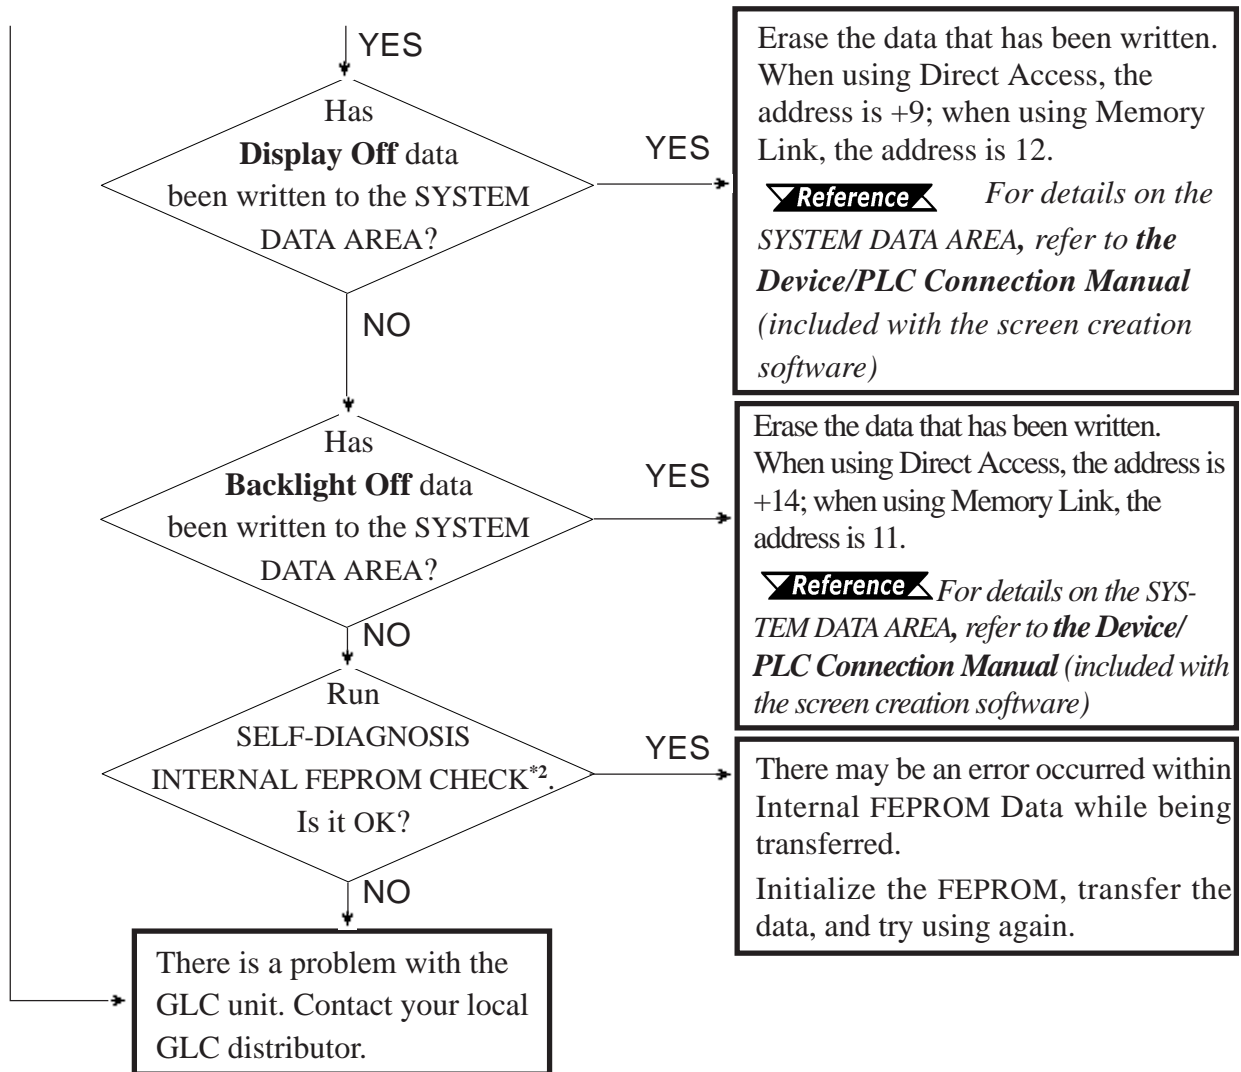 YES
Has
Display Off data
been written to the SYSTEM
DATA AREA?
YES
Erase the data that has been written.
When using Direct Access, the
address is +9; when using Memory
Link, the address is 12.
Reference For details on the
SYSTEM DATA AREA, refer to the
Device/PLC Connection Manual
(included with the screen creation
software)
NO
Has
Backlight Off data
been written to the SYSTEM
DATA AREA?
YES
Erase the data that has been written.
When using Direct Access, the address is
+14; when using Memory Link, the
address is 11.
Reference For details on the SYS-
TEM DATA AREA, refer to the Device/
PLC Connection Manual (included with
the screen creation software)
NO
Run
SELF-DIAGNOSIS
INTERNAL FEPROM CHECK*2.
Is it OK?
YES
There may be an error occurred within
Internal FEPROM Data while being
transferred.
Initialize the FEPROM, transfer the
data, and try using again.
NO
There is a problem with the
GLC unit. Contact your local
GLC distributor.